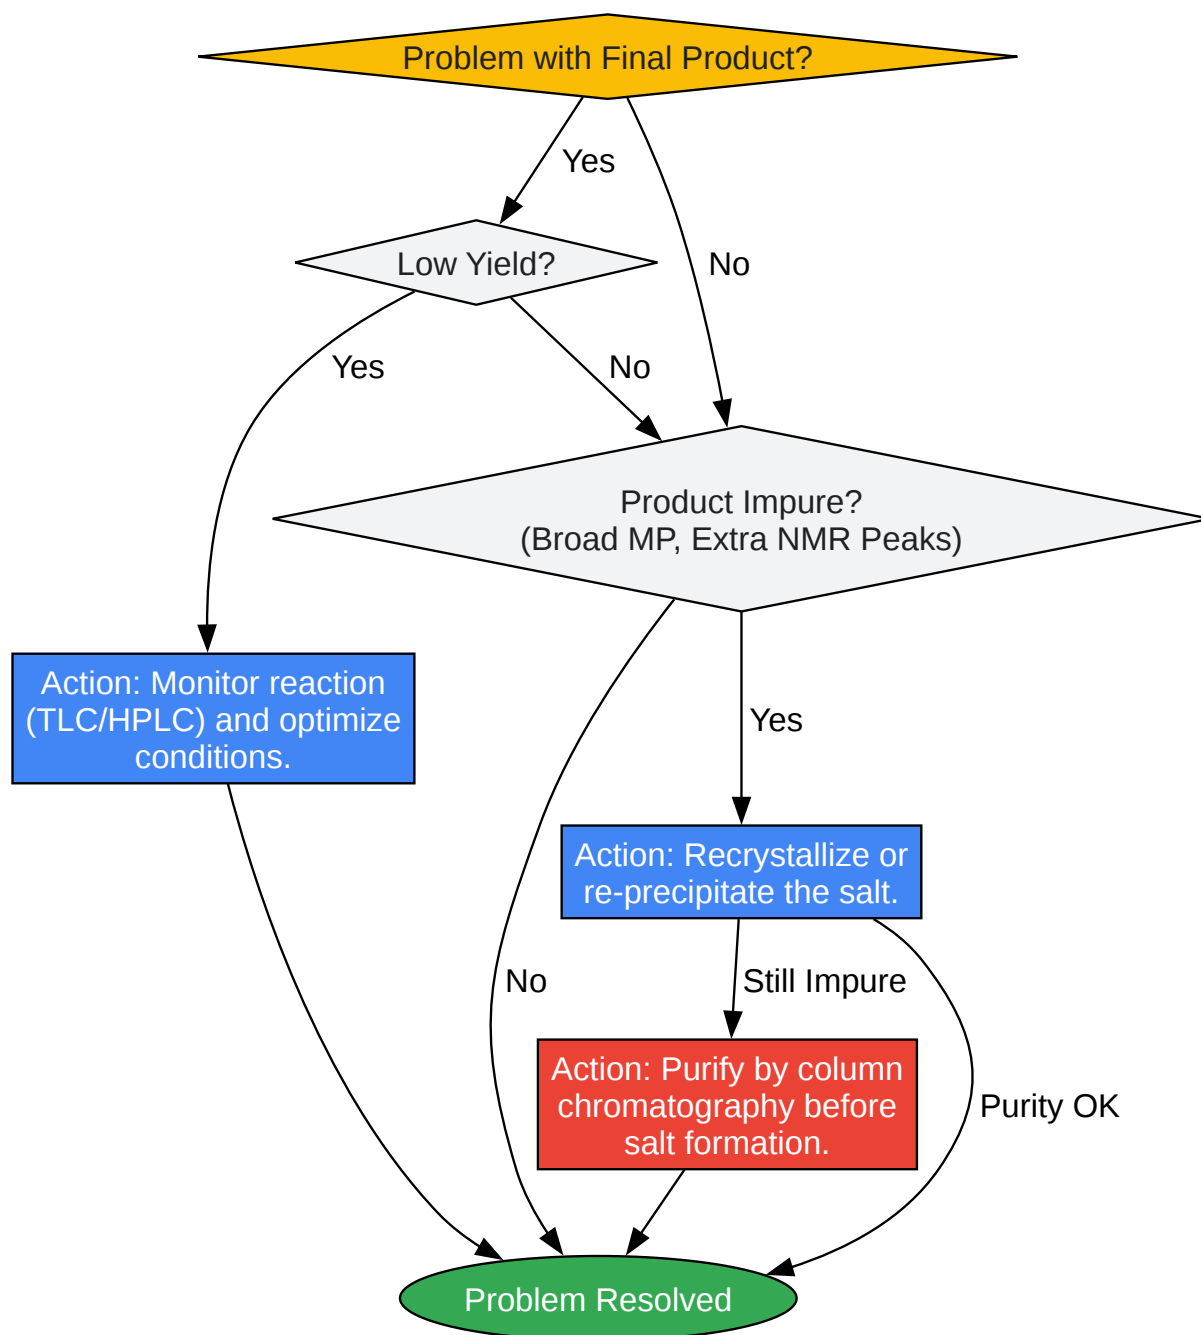 Problem with Final Product?
Yes
Low Yield?
No
Yes
No
Product Impure?
(Broad MP, Extra NMR Peaks)
Action: Monitor reaction
(TLC/HPLC) and optimize
conditions.
Yes
Action: Recrystallize or
re-precipitate the salt.
No
Still Impure
Action: Purify by column
chromatography before
salt formation.
Purity OK
Problem Resolved